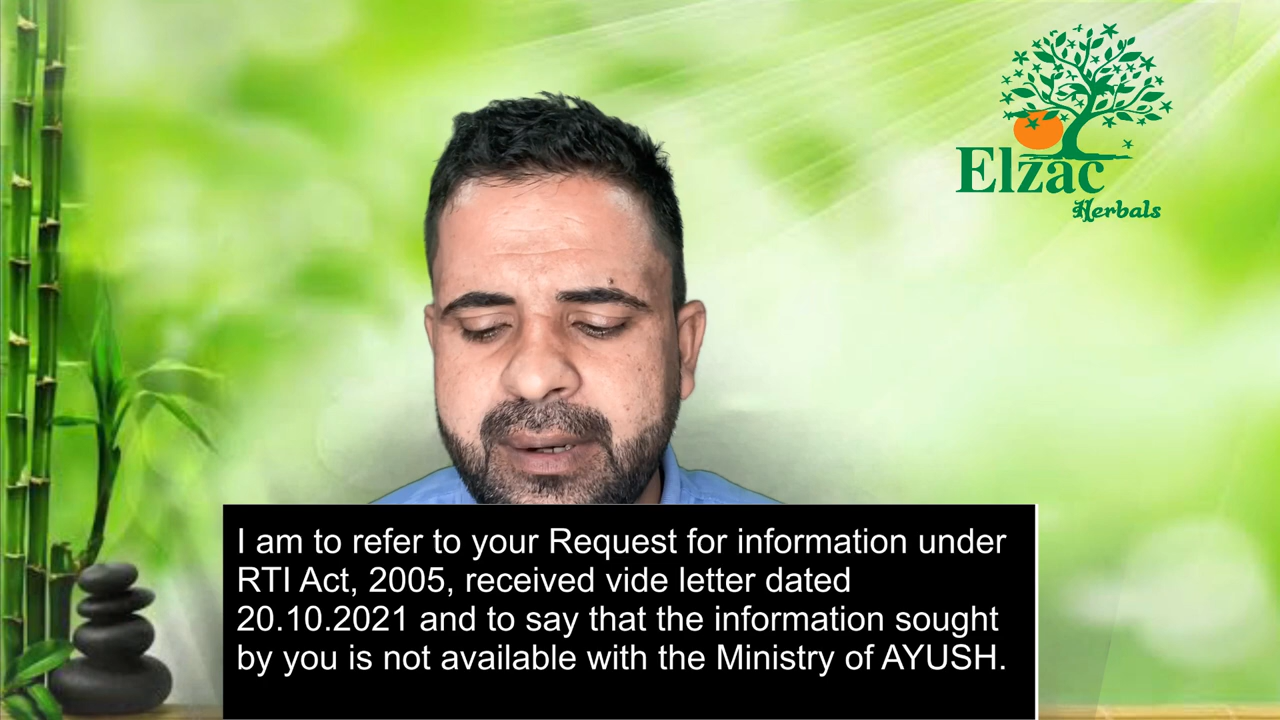 Elzac
Herbals
I am to refer to your Request for information under
RTI Act, 2005, received vide letter dated
20.10.2021 and to say that the information sought
by you is not available with the Ministry of AYUSH.